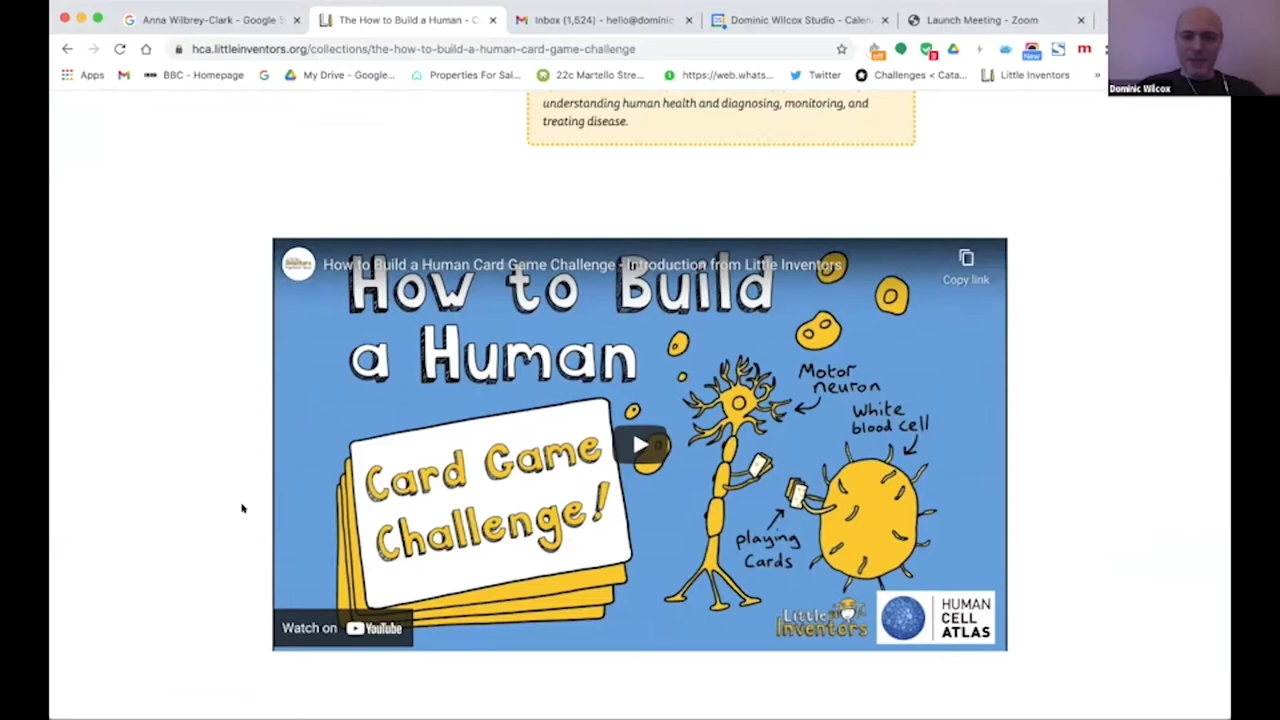 Anna Wilbrey-Clark - Google S
The How to Build a Human - C
Inbox (1,524) - hello@dominic
Dominic Wilcox Studio - Calen
Launch Meeting - Zoom
hca.littleinventors.org/collections/the-how-to-build-a-human-card-game-challenge
off
9
New
m
Apps
BBC - Homepage
My Drive - Google...
Properties For Sal...
22c Martello Stre...
https://web.whats...
Twitter
Challenges < Cata...
Little Inventors
»
Dominic Wilcox
understanding human health and diagnosing, monitoring, and
treating disease.
How to Build a Human Card Game Challenge - Introduction from Little Inventors
Copy link
How to Build
a Human
Card Game
Challenge!
Motor
neuron
White
blood cell
playing
Cards
Watch on YouTube
Little
Inventors
HUMAN
CELL
ATLAS